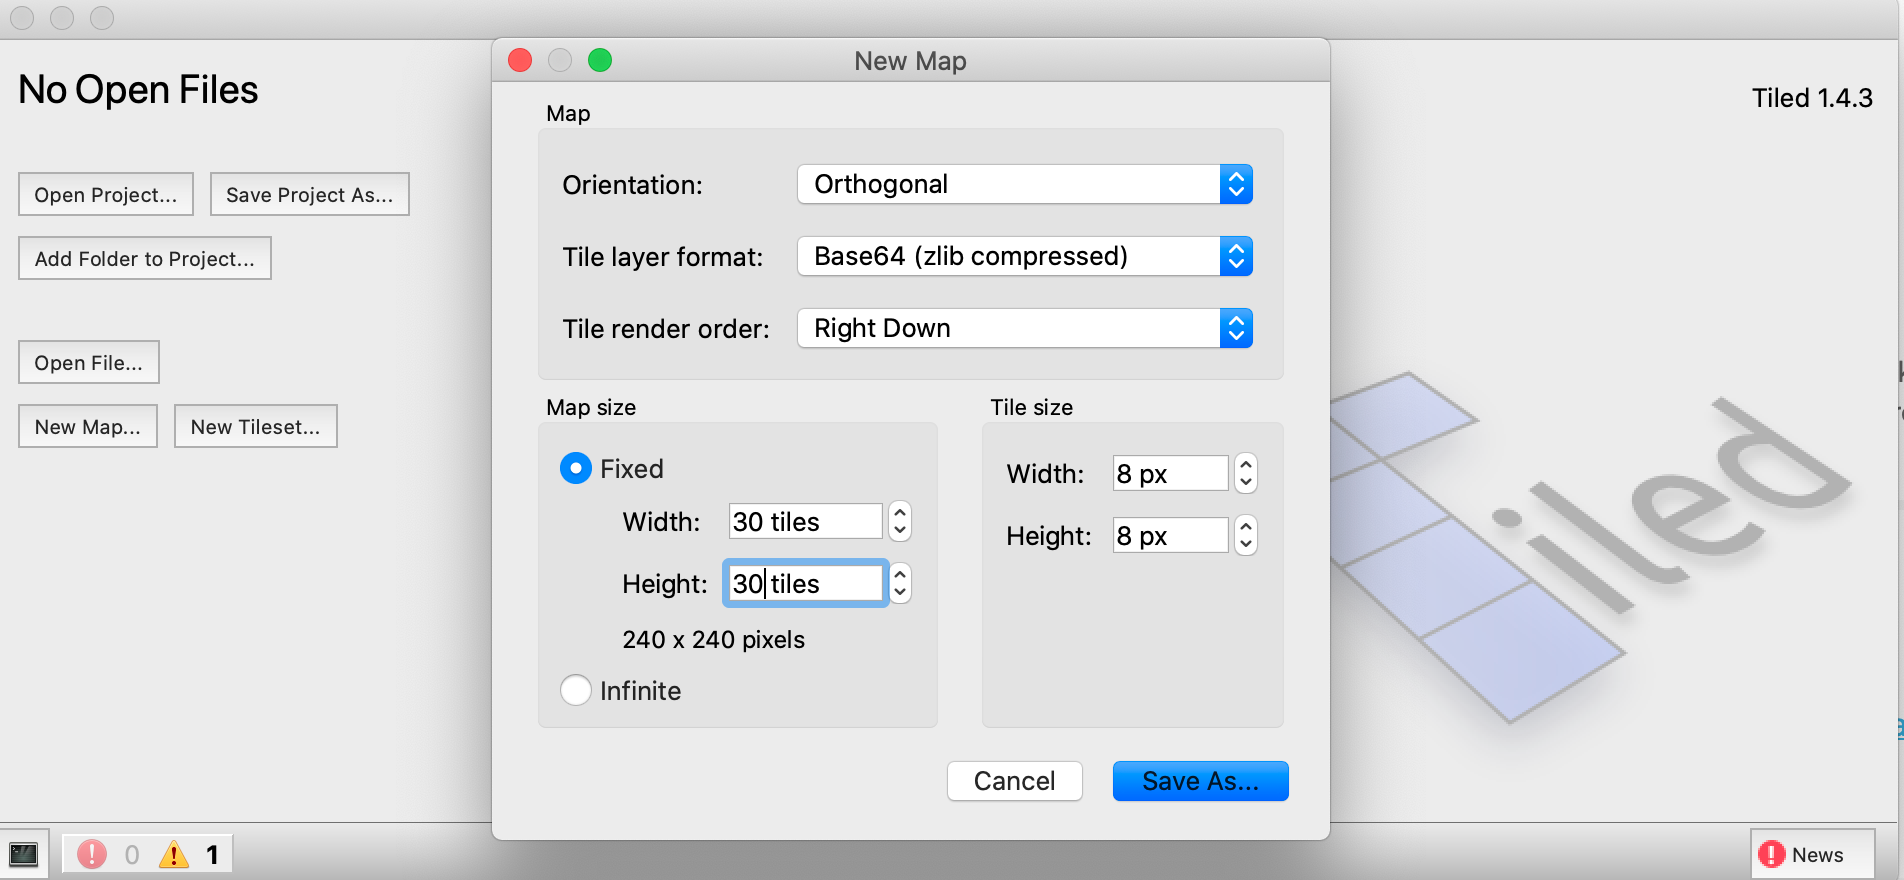 New Map
No Open Files
Tiled 1.4.3
Open Project...
Save Project As...
Add Folder to Project...
Open File...
New Map...
New Tileset...
Map
Orientation:
Orthogonal
Tile layer format:
Base64 (zlib compressed)
Tile render order:
Right Down
Map size
Fixed
Width:
30 tiles
Height:
30 tiles
240 x 240 pixels
Infinite
Tile size
Width:
8 px
Height:
8 px
Cancel
Save As...
iled
0
1
News